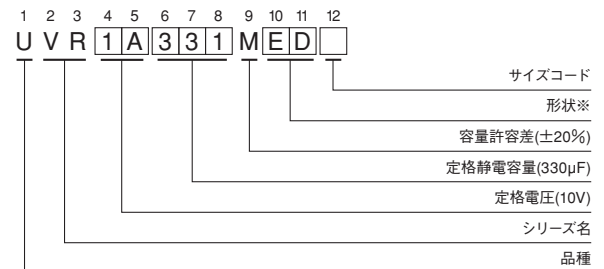 1 2 3 4 5 6 7 8 9 10 11 12
U V R 1 A 3 3 1 M E D
サイズコード
形状※
容量許容差(±20%)
定格静電容量(330µF)
定格電圧(10V)
シリーズ名
品種